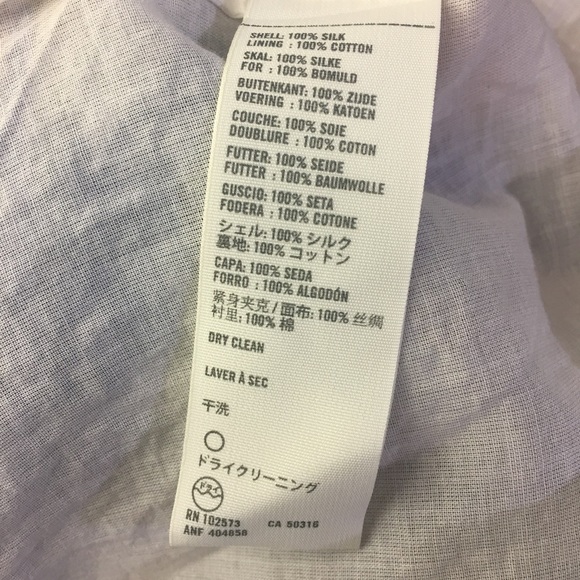 SHELL: 100% SILK
LINING : 100% COTTON
SKAL: 100% SILKE
FOR : 100% BOMULD
BUITENKANT: 100% ZIJDE
VOERING : 100% KATOEN
COUCHE: 100% SOIE
DOUBLURE : 100% COTON
FUTTER: 100% SEIDE
FUTTER : 100% BAUMWOLLE
GUSCIO: 100% SETA
FODERA : 100% COTONE
シェル: 100% シルク
裏地: 100% コットン
CAPA: 100% SEDA
FORRO : 100% ALGODÓN
紧身夹克 / 面布: 100% 丝绸
衬里: 100% 棉
DRY CLEAN
LAVER À SEC
干洗
ドライクリーニング
ドライ
RN 102573 CA 50316
ANF 404658